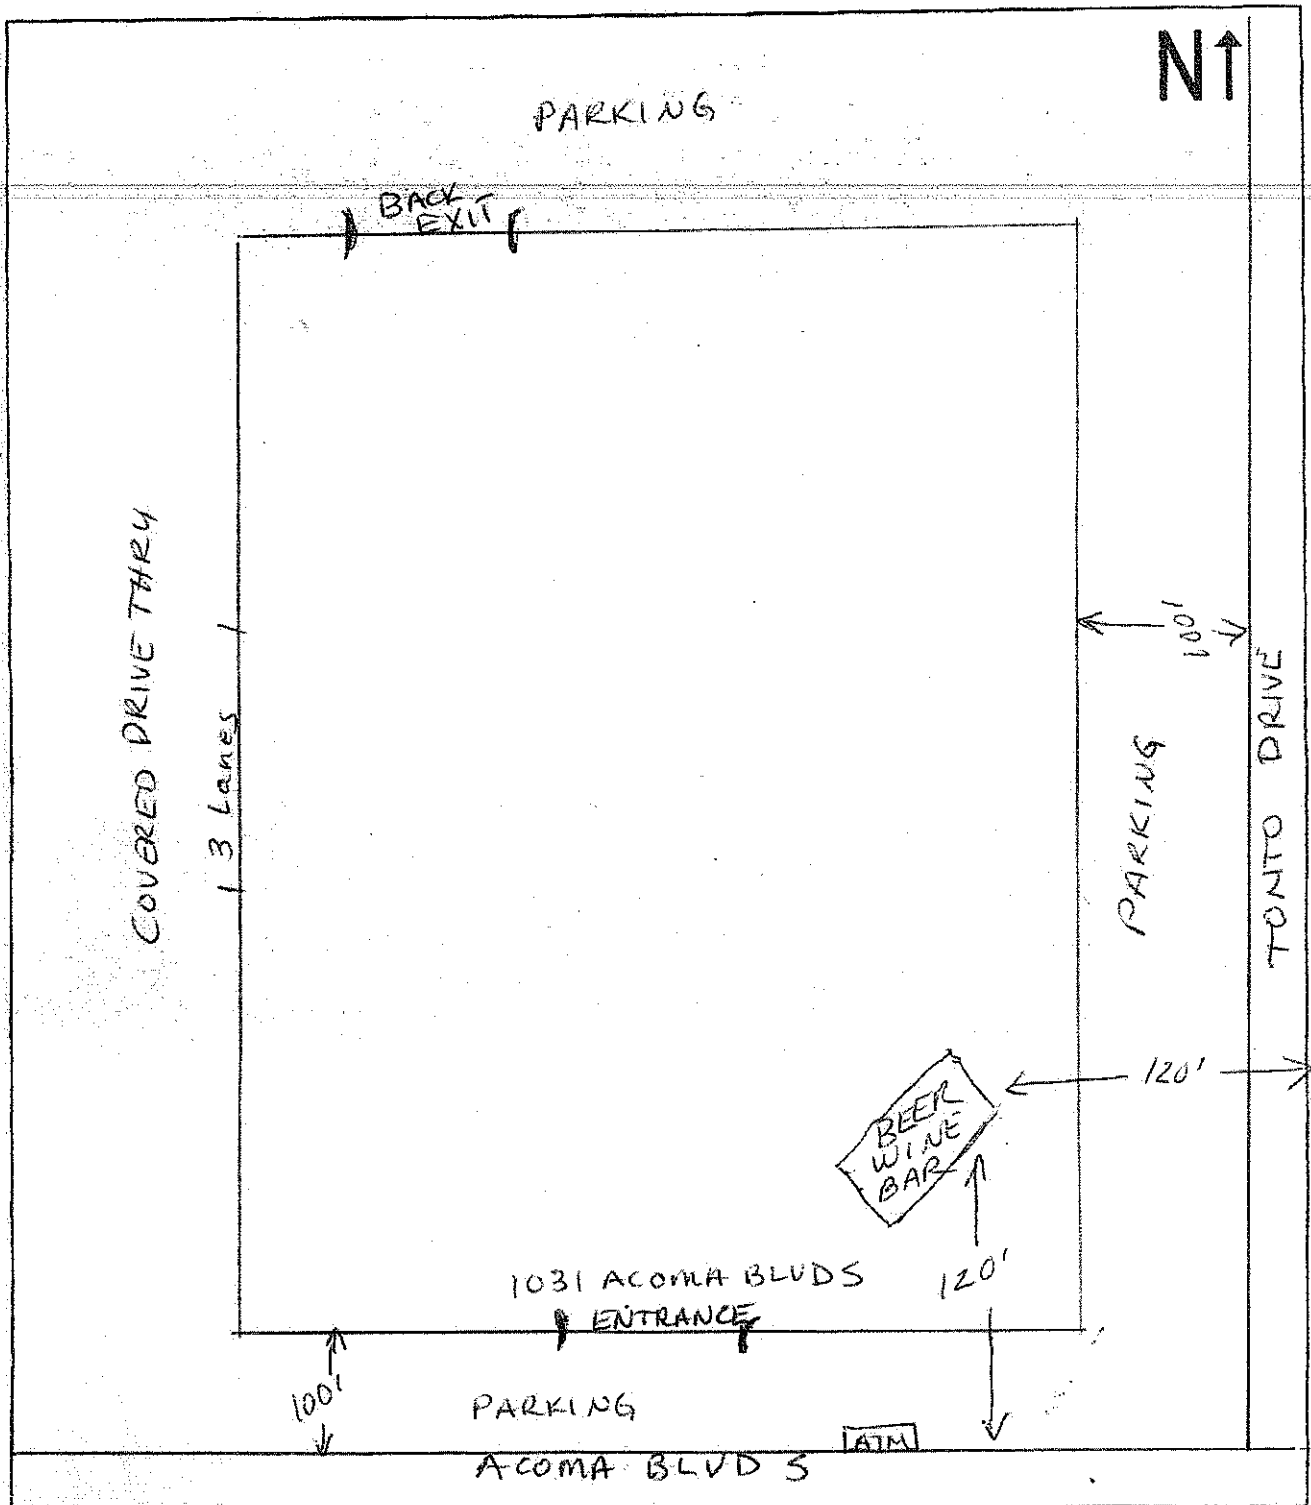 N↑
PARKING
BACK
EXIT
COVERED DRIVE THRU
3 Lanes
100'
PARKING
TONTO DRIVE
120'
BEER
WINE
BAR
120'
1031 ACOMA BLVD S
ENTRANCE
100'
PARKING
ATM
ACOMA BLVD S